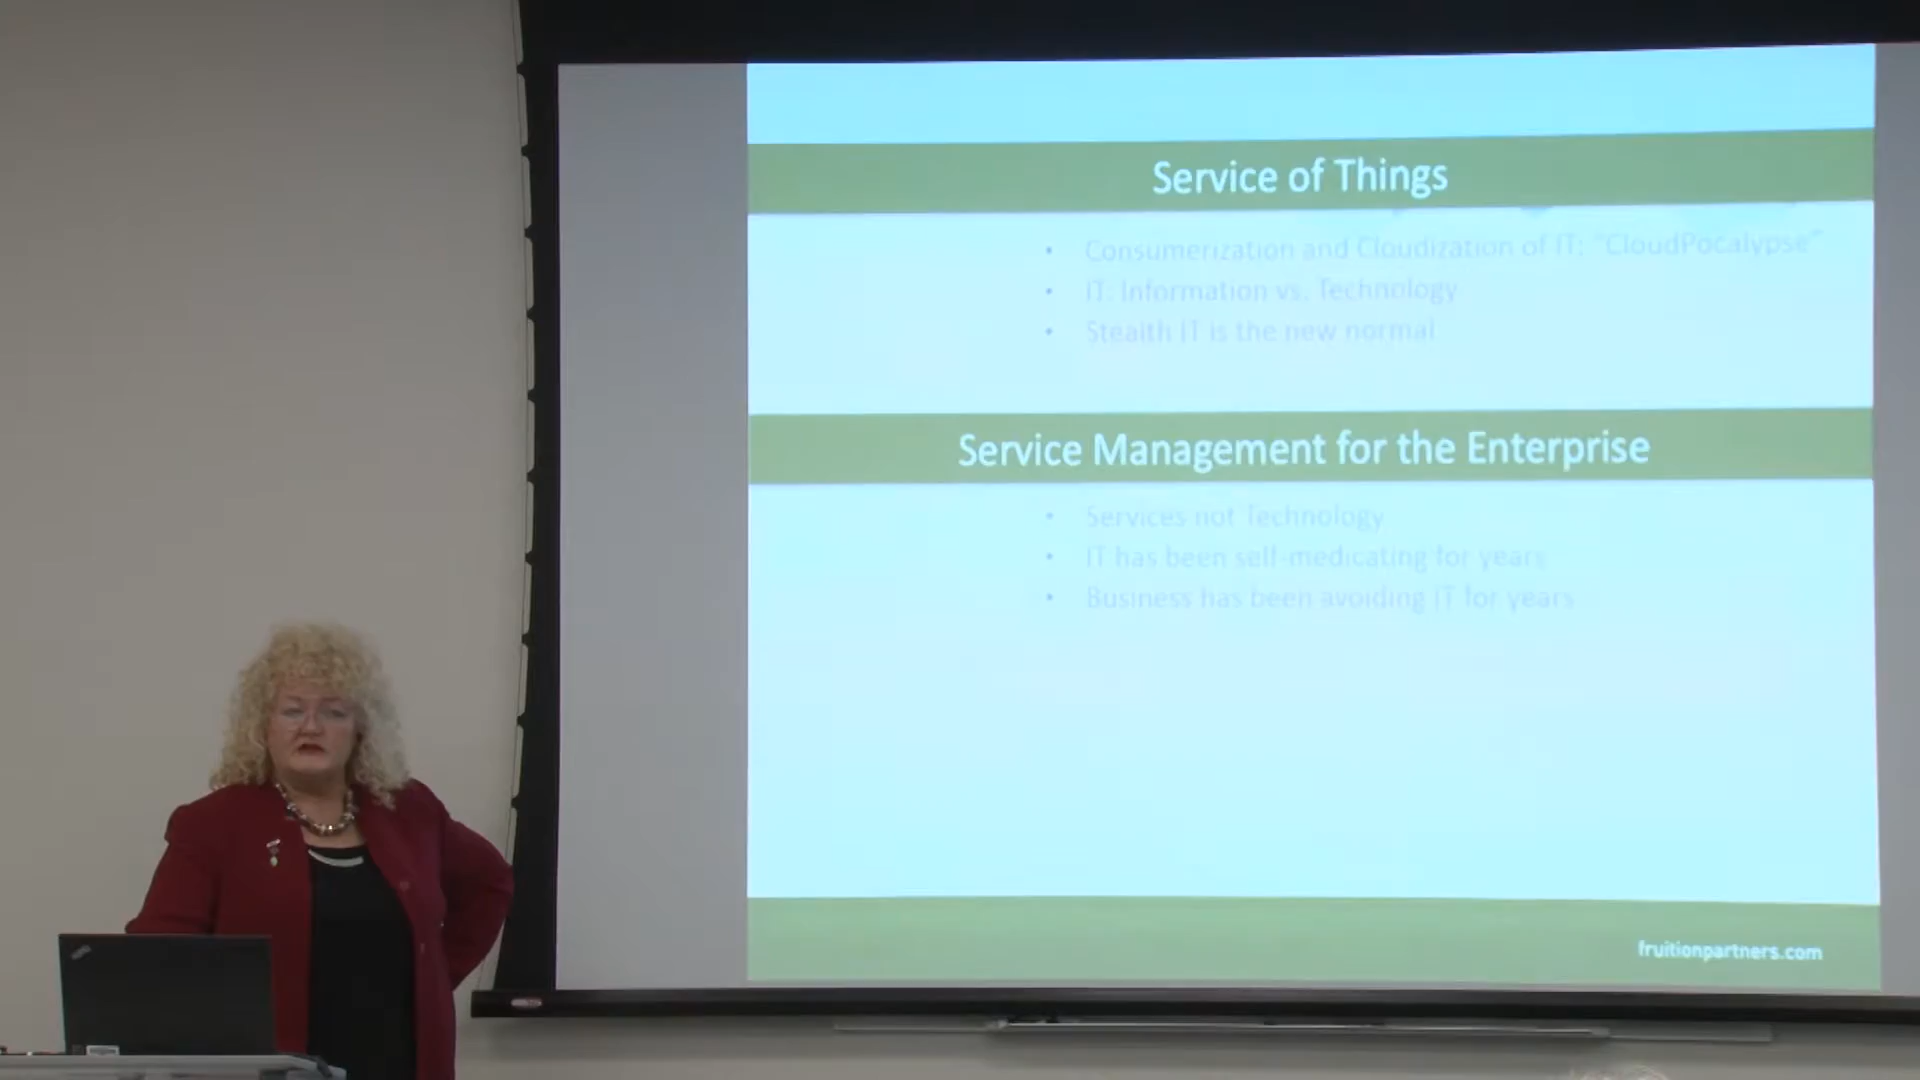 Service of Things
• Consumerization and Cloudization of IT: "CloudPocalypse"
• IT: Information vs. Technology
• Stealth IT is the new normal
Service Management for the Enterprise
• Services not Technology
• IT has been self-medicating for years
• Business has been avoiding IT for years
fruitionpartners.com